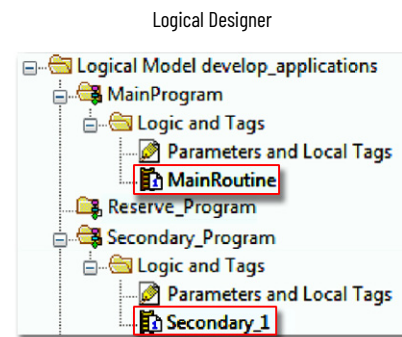 Logical Designer
Logical Model develop_applications
MainProgram
Logic and Tags
Parameters and Local Tags
MainRoutine
Reserve_Program
Secondary_Program
Logic and Tags
Parameters and Local Tags
Secondary_1